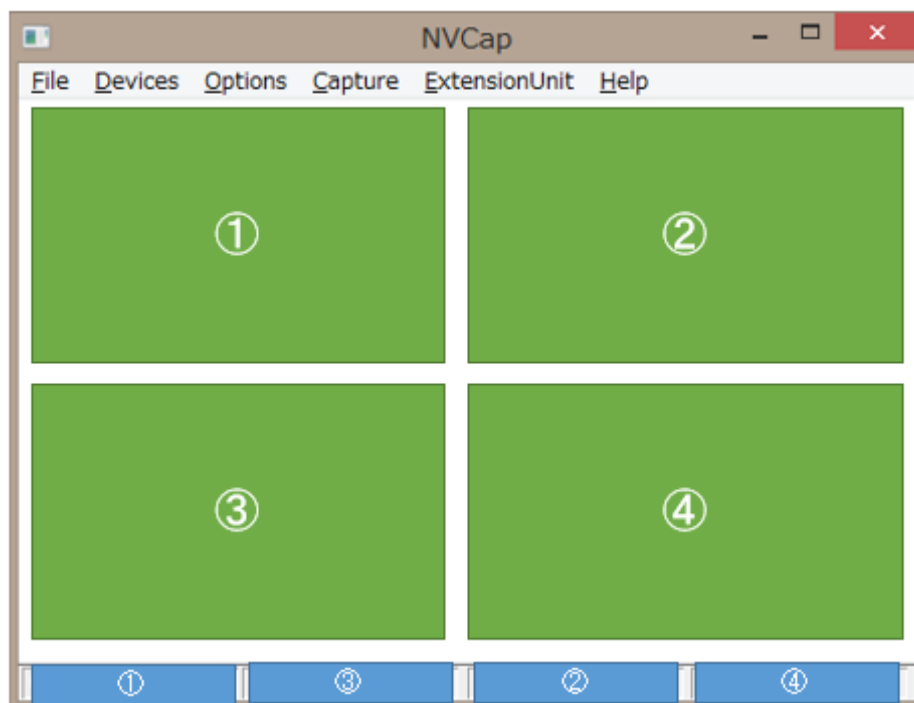 NVCap
File Devices Options Capture ExtensionUnit Help
① ②
③ ④
① ③ ② ④